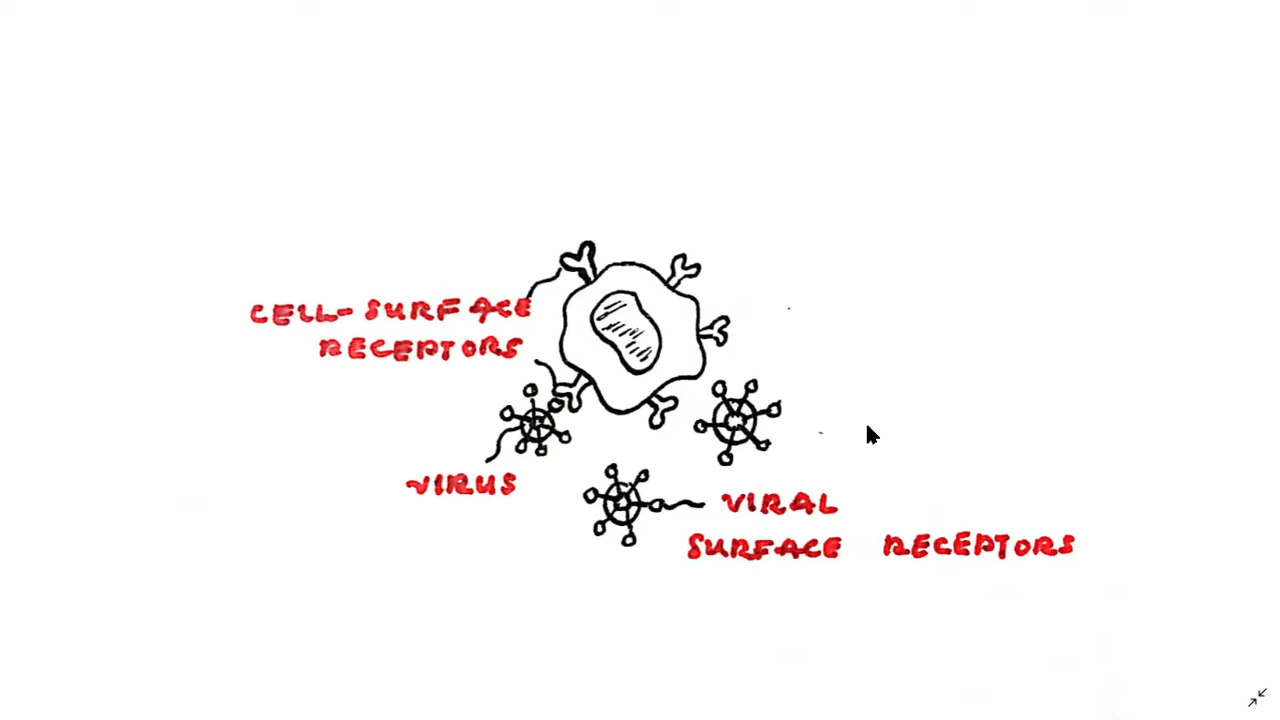 CELL-SURFACE
RECEPTORS
VIRUS
VIRAL
SURFACE RECEPTORS